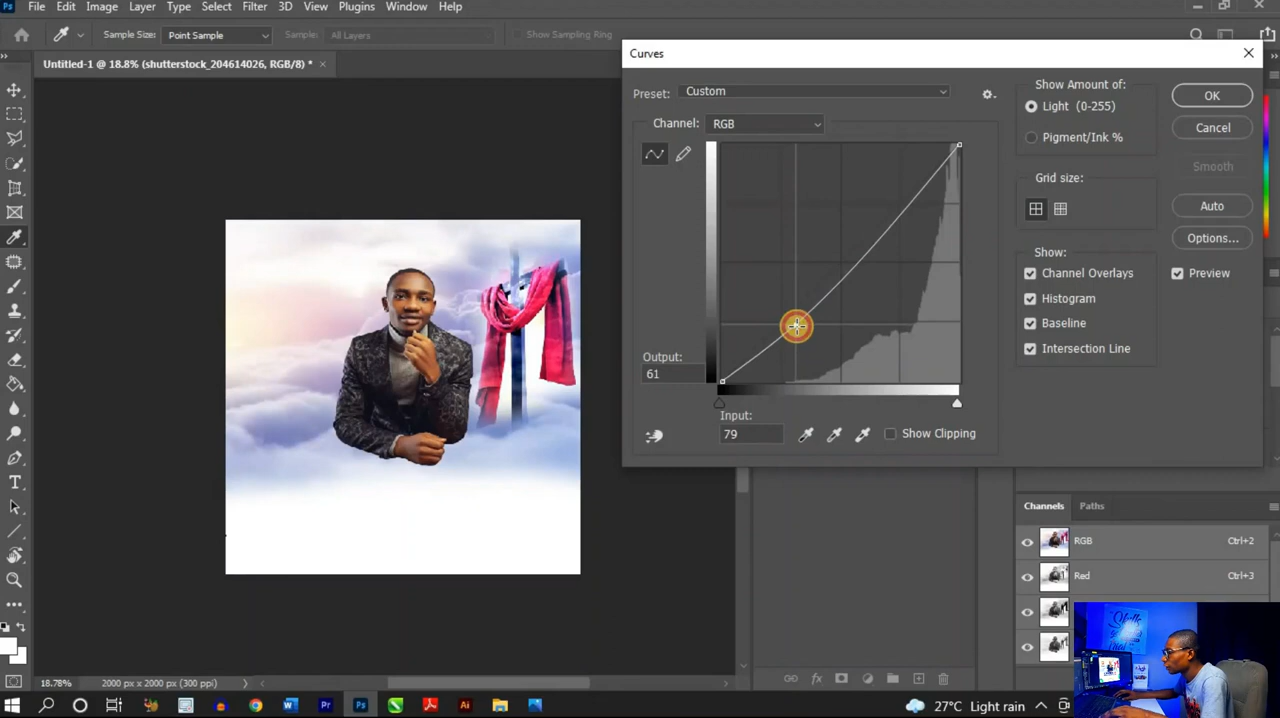 Ps File Edit Image Layer Type Select Filter 3D View Plugins Window Help
Sample Size: Point Sample Sample: All Layers Show Sampling Ring
Untitled-1 @ 18.8% (shutterstock_204614026, RGB/8) *
Curves
Preset: Custom
Channel: RGB
Output:
61
Input:
79
Show Clipping
Show Amount of:
Light (0-255)
Pigment/Ink %
Grid size:
Show:
Channel Overlays
Histogram
Baseline
Intersection Line
OK
Cancel
Smooth
Auto
Options...
Preview
Channels Paths
RGB Ctrl+2
Red Ctrl+3
18.78% 2000 px x 2000 px (300 ppi)
27°C Light rain